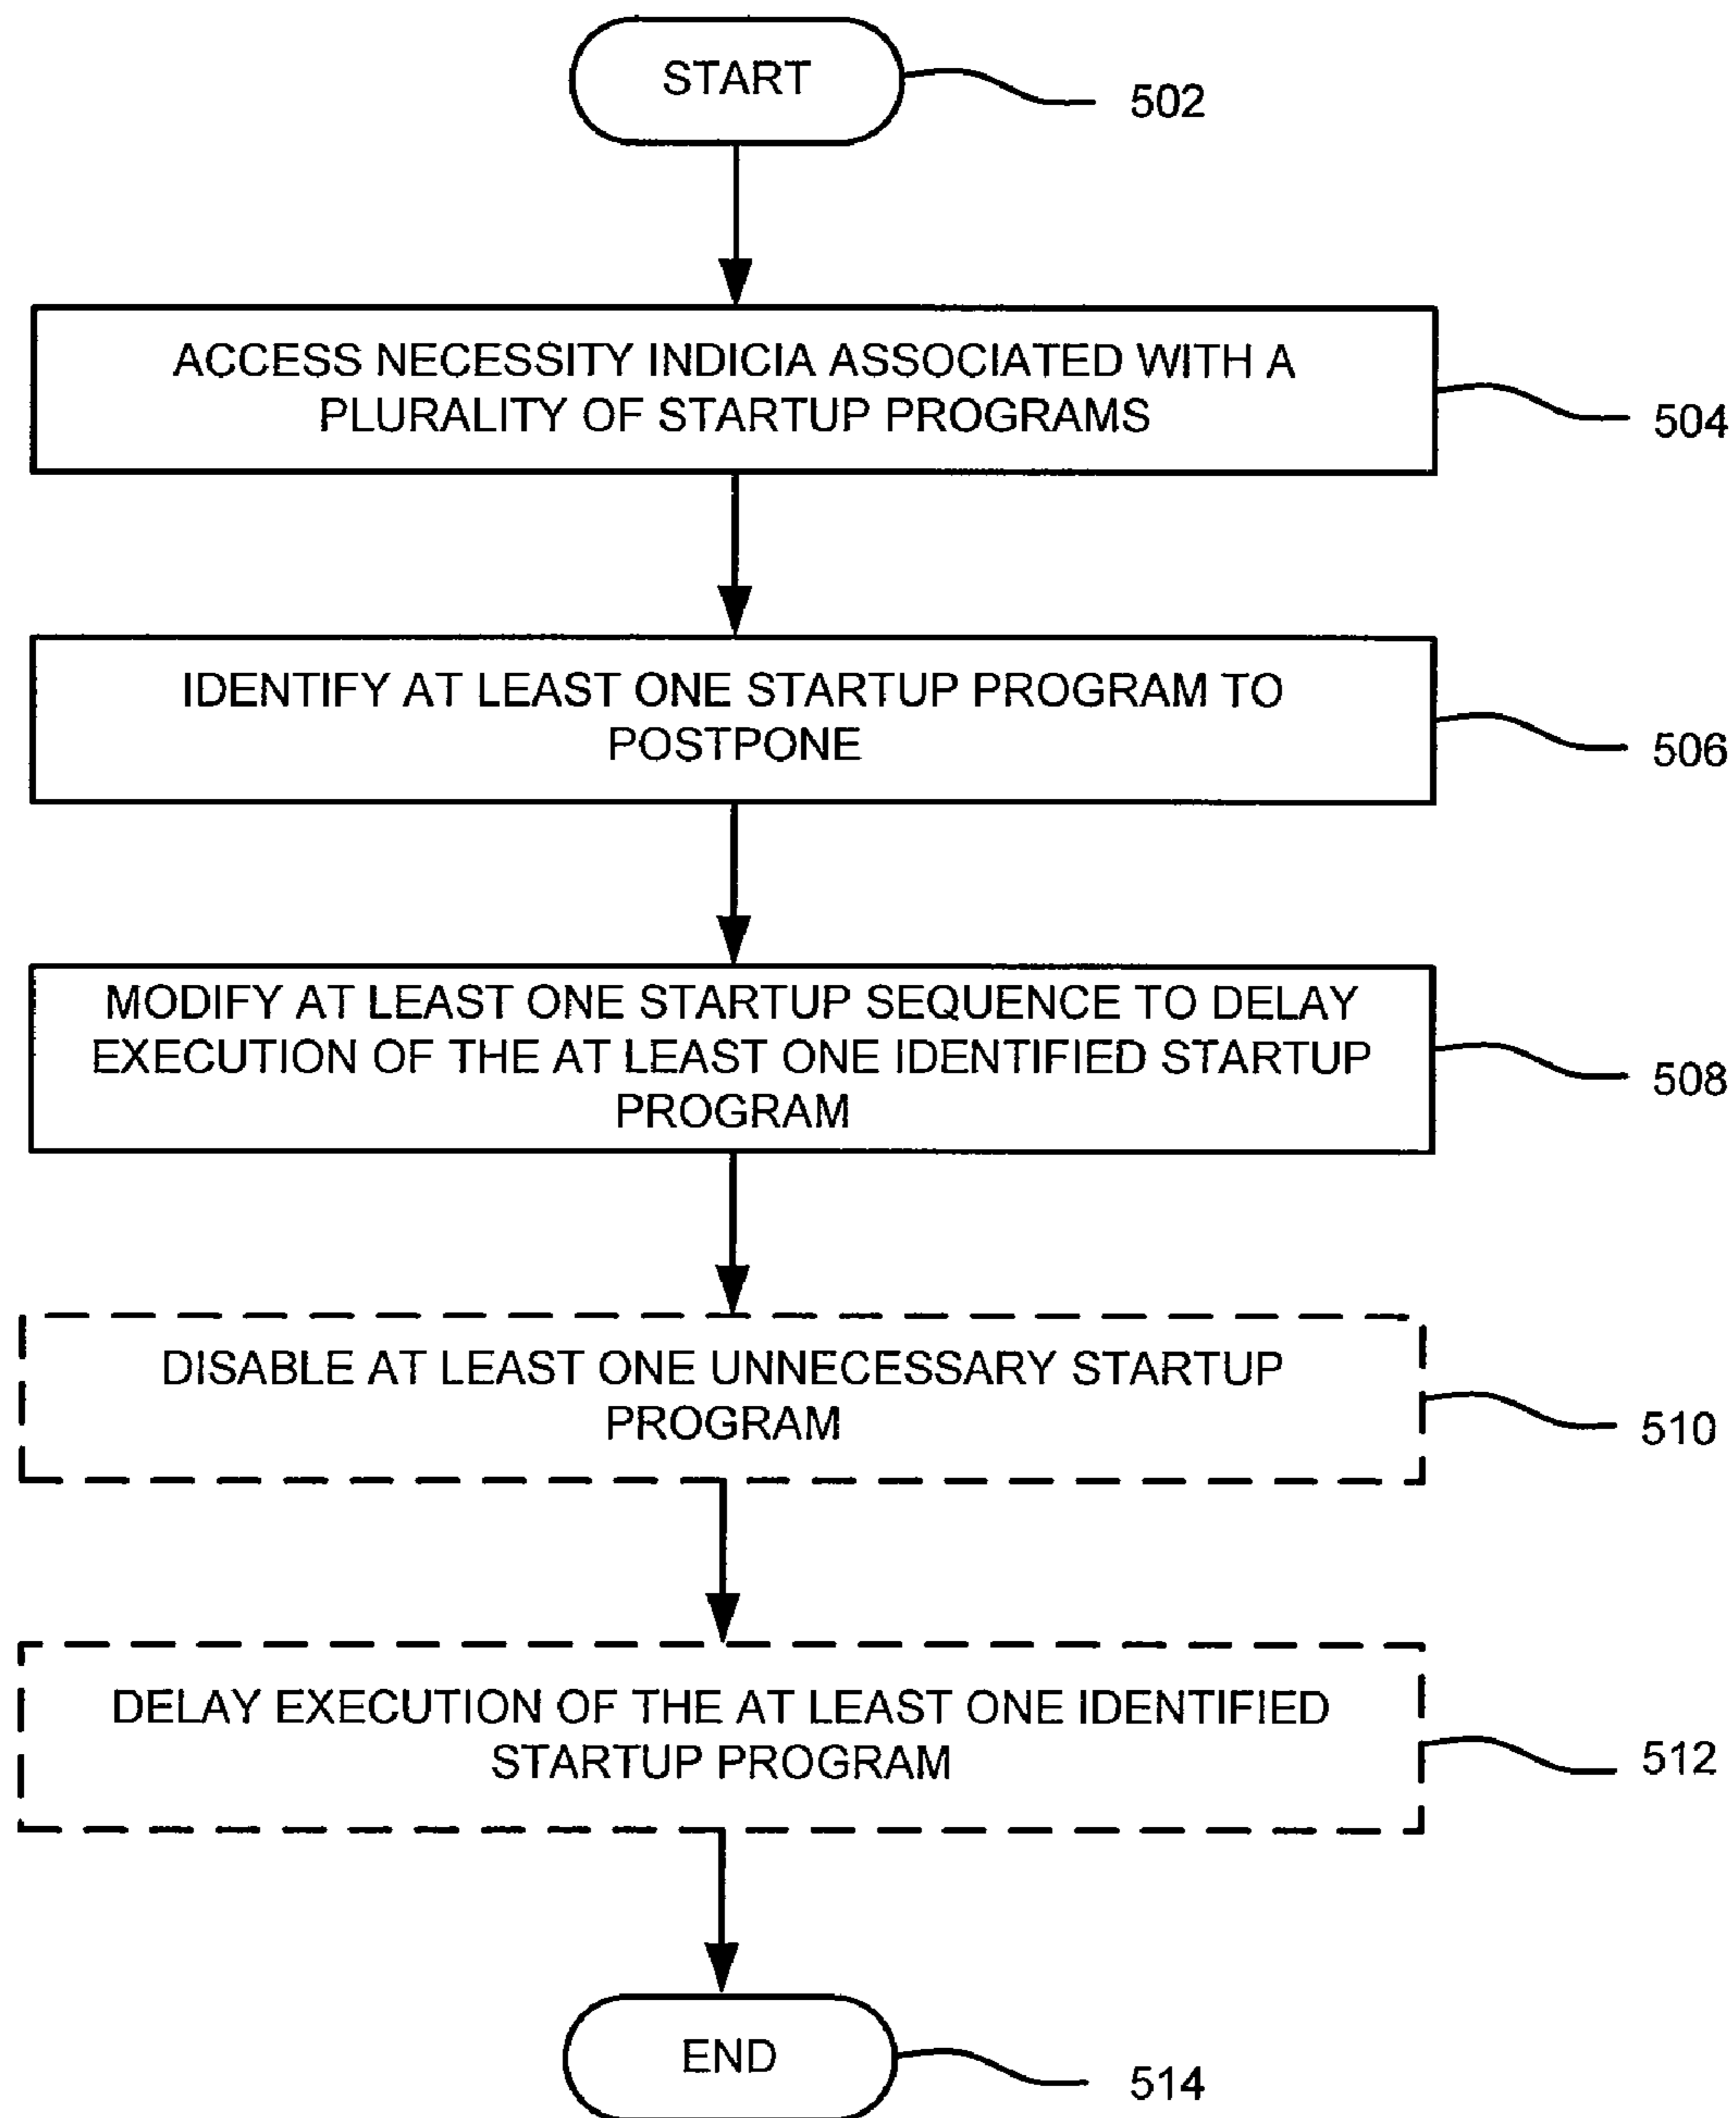 START
502
ACCESS NECESSITY INDICIA ASSOCIATED WITH A
PLURALITY OF STARTUP PROGRAMS
504
IDENTIFY AT LEAST ONE STARTUP PROGRAM TO
POSTPONE
506
MODIFY AT LEAST ONE STARTUP SEQUENCE TO DELAY
EXECUTION OF THE AT LEAST ONE IDENTIFIED STARTUP
PROGRAM
508
DISABLE AT LEAST ONE UNNECESSARY STARTUP
PROGRAM
510
DELAY EXECUTION OF THE AT LEAST ONE IDENTIFIED
STARTUP PROGRAM
512
END
514